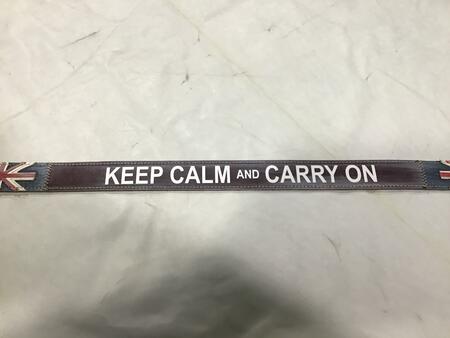 KEEP CALM AND CARRY ON